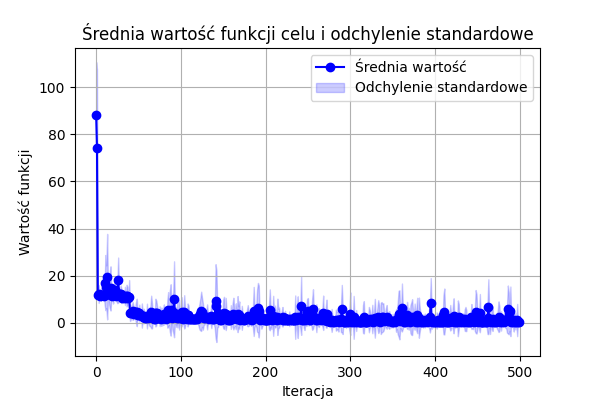 Średnia wartość funkcji celu i odchylenie standardowe
Średnia wartość
Odchylenie standardowe
Wartość funkcji
100
80
60
40
20
0
0 100 200 300 400 500
Iteracja